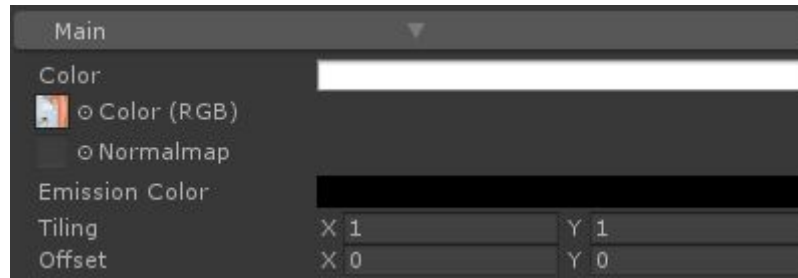 Main
Color
Color (RGB)
Normalmap
Emission Color
Tiling X 1 Y 1
Offset X 0 Y 0